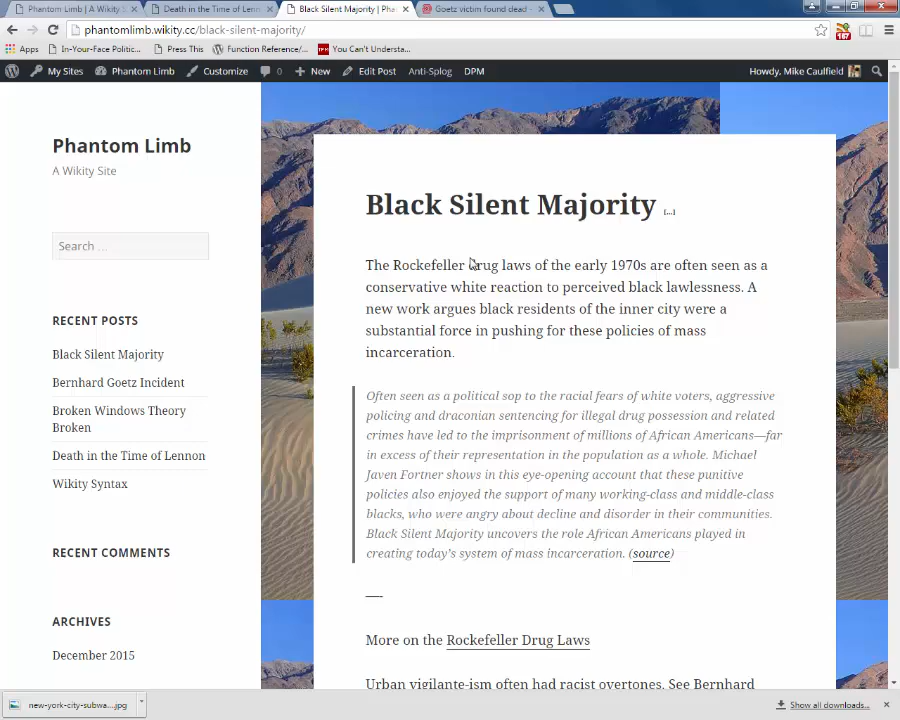 Phantom Limb | A Wikity S
Death in the Time of Lenn
Black Silent Majority | Pha
Goetz victim found dead -
phantomlimb.wikity.cc/black-silent-majority/
Apps In-Your-Face Politic... Press This Function Reference/... You Can't Understa...
187
My Sites Phantom Limb Customize 0 New Edit Post Anti-Splog DPM Howdy, Mike Caulfield
Phantom Limb
A Wikity Site
Search ...
RECENT POSTS
Black Silent Majority
Bernhard Goetz Incident
Broken Windows Theory
Broken
Death in the Time of Lennon
Wikity Syntax
RECENT COMMENTS
ARCHIVES
December 2015
Black Silent Majority [...]
The Rockefeller Drug laws of the early 1970s are often seen as a
conservative white reaction to perceived black lawlessness. A
new work argues black residents of the inner city were a
substantial force in pushing for these policies of mass
incarceration.
Often seen as a political sop to the racial fears of white voters, aggressive
policing and draconian sentencing for illegal drug possession and related
crimes have led to the imprisonment of millions of African Americans—far
in excess of their representation in the population as a whole. Michael
Javen Fortner shows in this eye-opening account that these punitive
policies also enjoyed the support of many working-class and middle-class
blacks, who were angry about decline and disorder in their communities.
Black Silent Majority uncovers the role African Americans played in
creating today's system of mass incarceration. (source)
—
More on the Rockefeller Drug Laws
Urban vigilante-ism often had racist overtones. See Bernhard
new-york-city-subwa....jpg
Show all downloads...